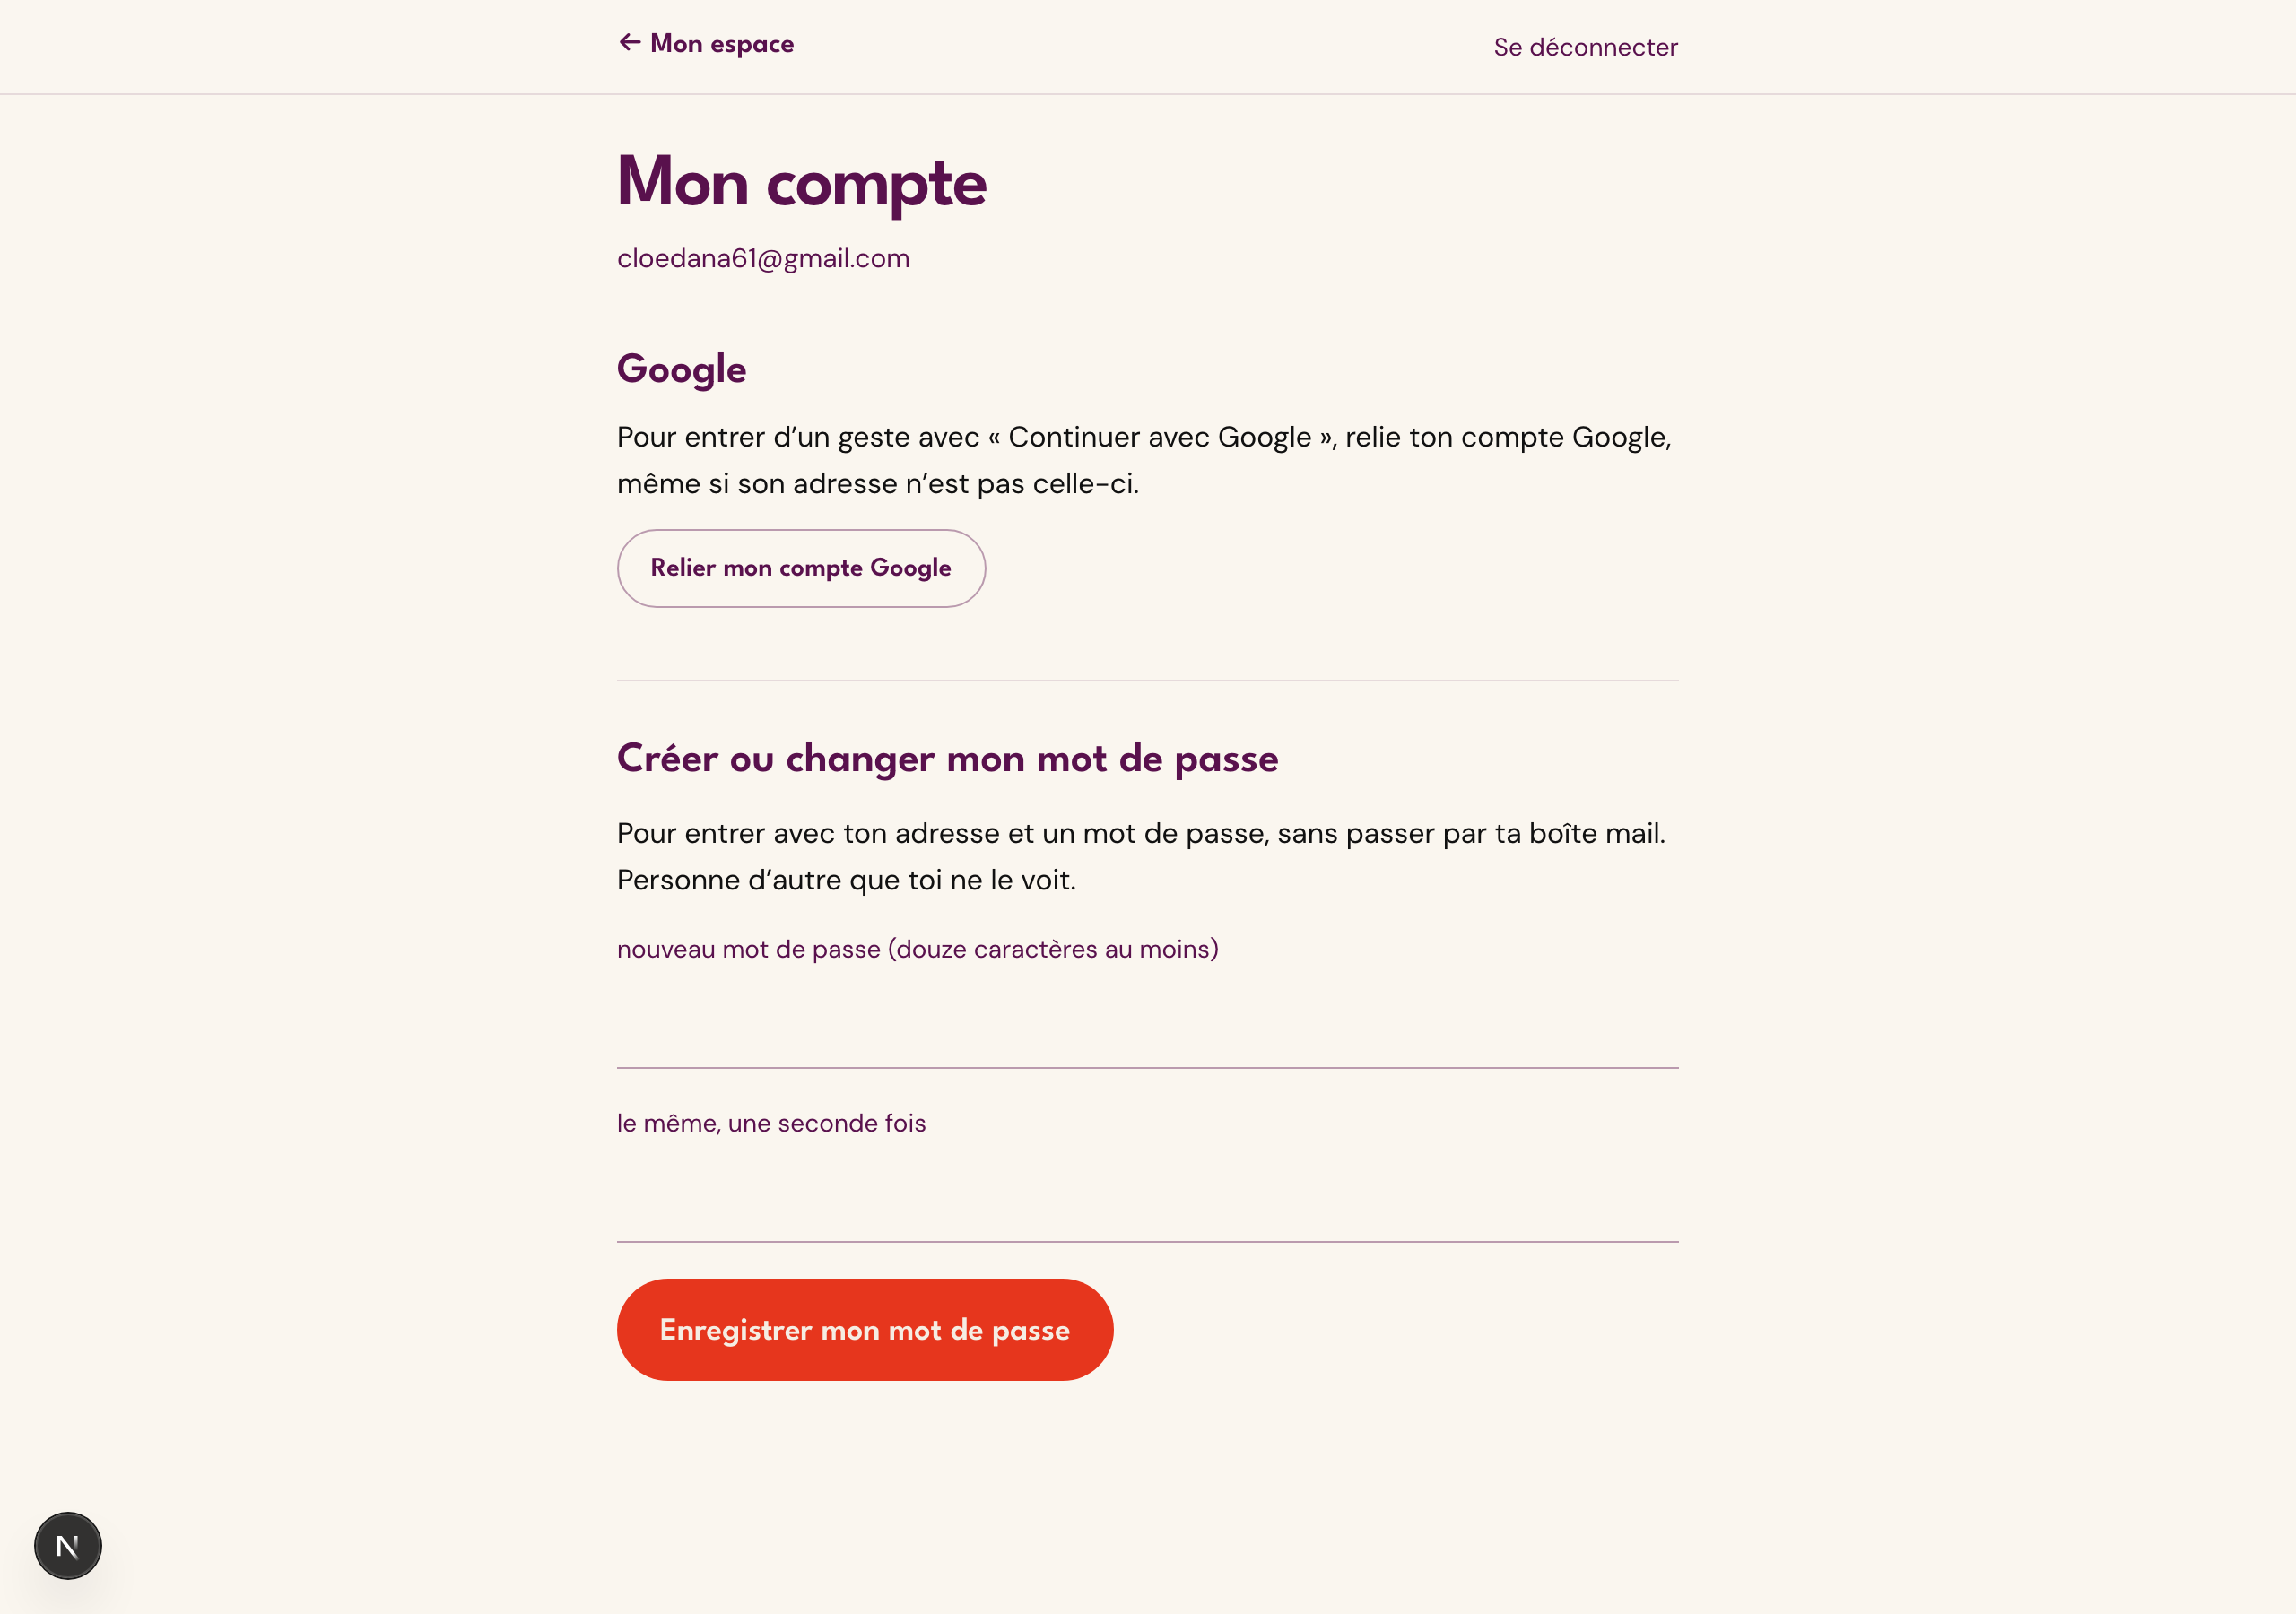 ← Mon espace
Se déconnecter
Mon compte
cloedana61@gmail.com
Google
Pour entrer d’un geste avec « Continuer avec Google », relie ton compte Google,
même si son adresse n’est pas celle-ci.
Relier mon compte Google
Créer ou changer mon mot de passe
Pour entrer avec ton adresse et un mot de passe, sans passer par ta boîte mail.
Personne d’autre que toi ne le voit.
nouveau mot de passe (douze caractères au moins)
le même, une seconde fois
Enregistrer mon mot de passe
N